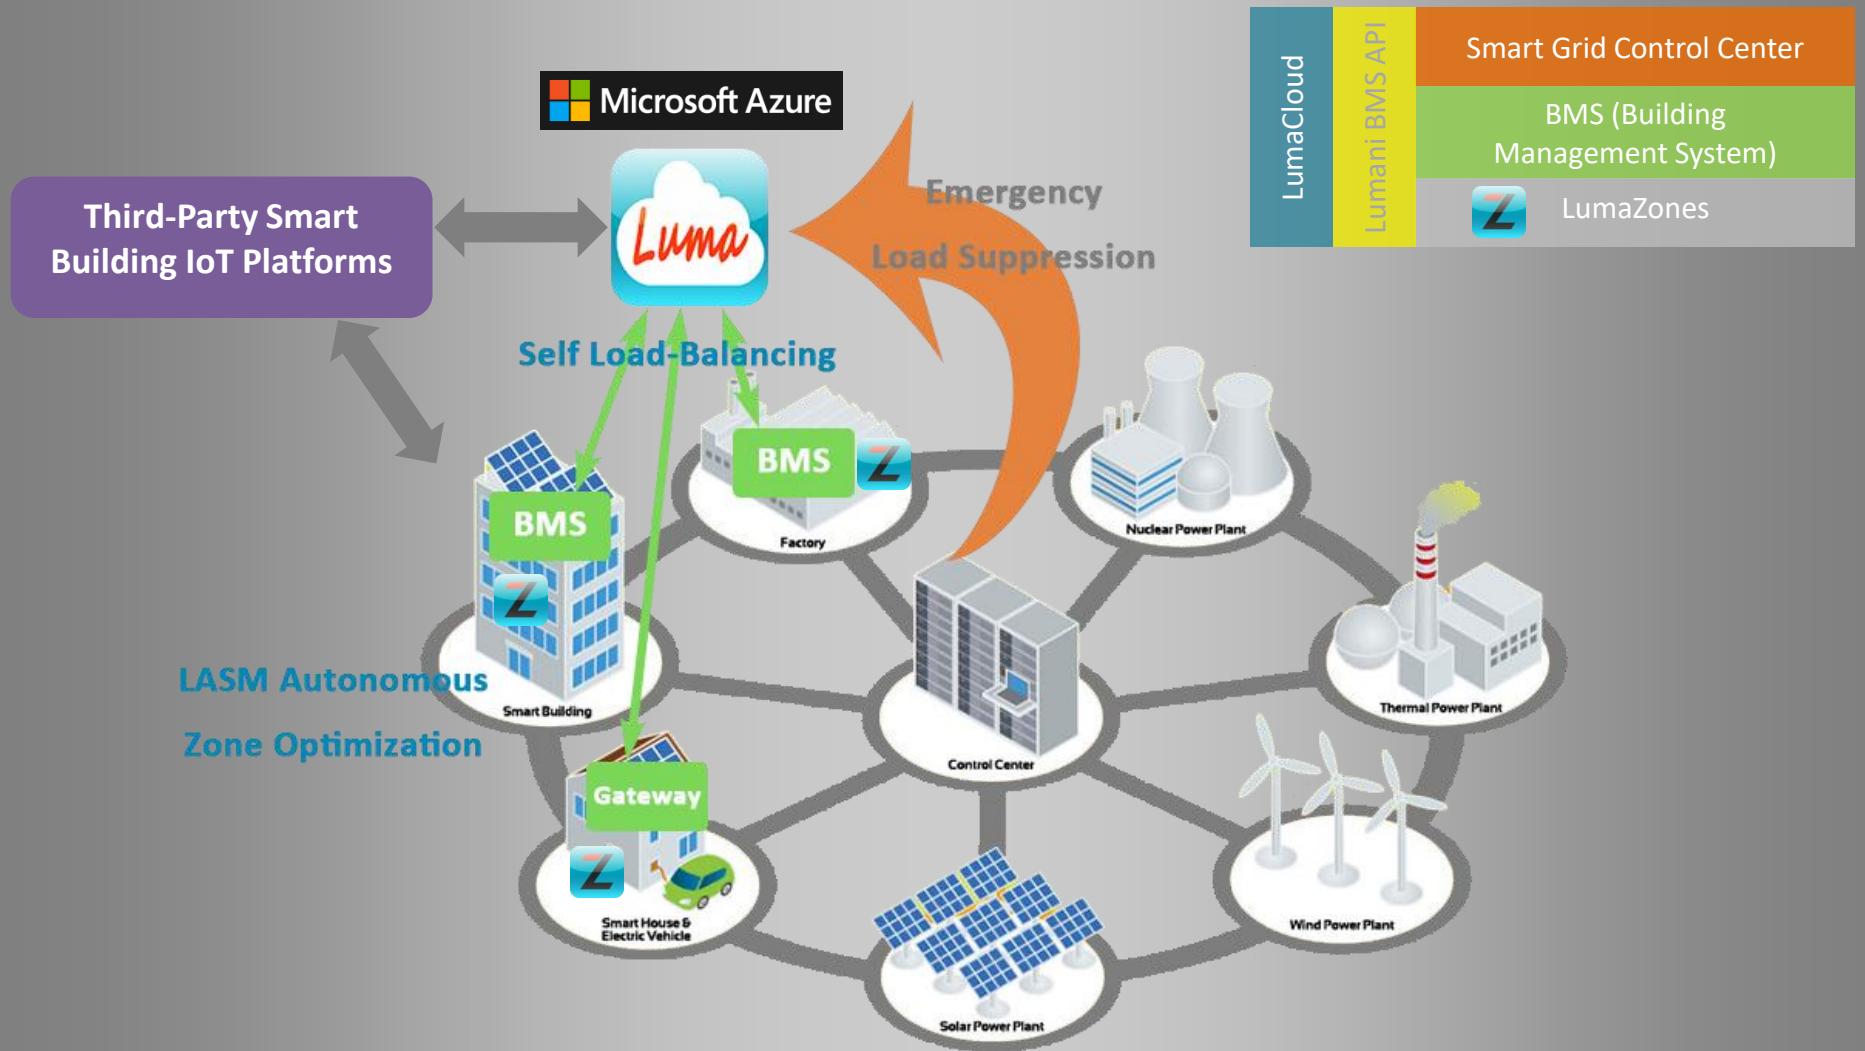 Microsoft Azure
Luma
Third-Party Smart
Building IoT Platforms
Emergency
Load Suppression
LumaCloud
Lumani BMS API
Smart Grid Control Center
BMS (Building
Management System)
Z
LumaZones
Self Load-Balancing
BMS
Z
Factory
BMS
Z
Smart Building
Nuclear Power Plant
Thermal Power Plant
LASM Autonomous
Zone Optimization
Control Center
Gateway
Z
Smart House &
Electric Vehicle
Wind Power Plant
Solar Power Plant